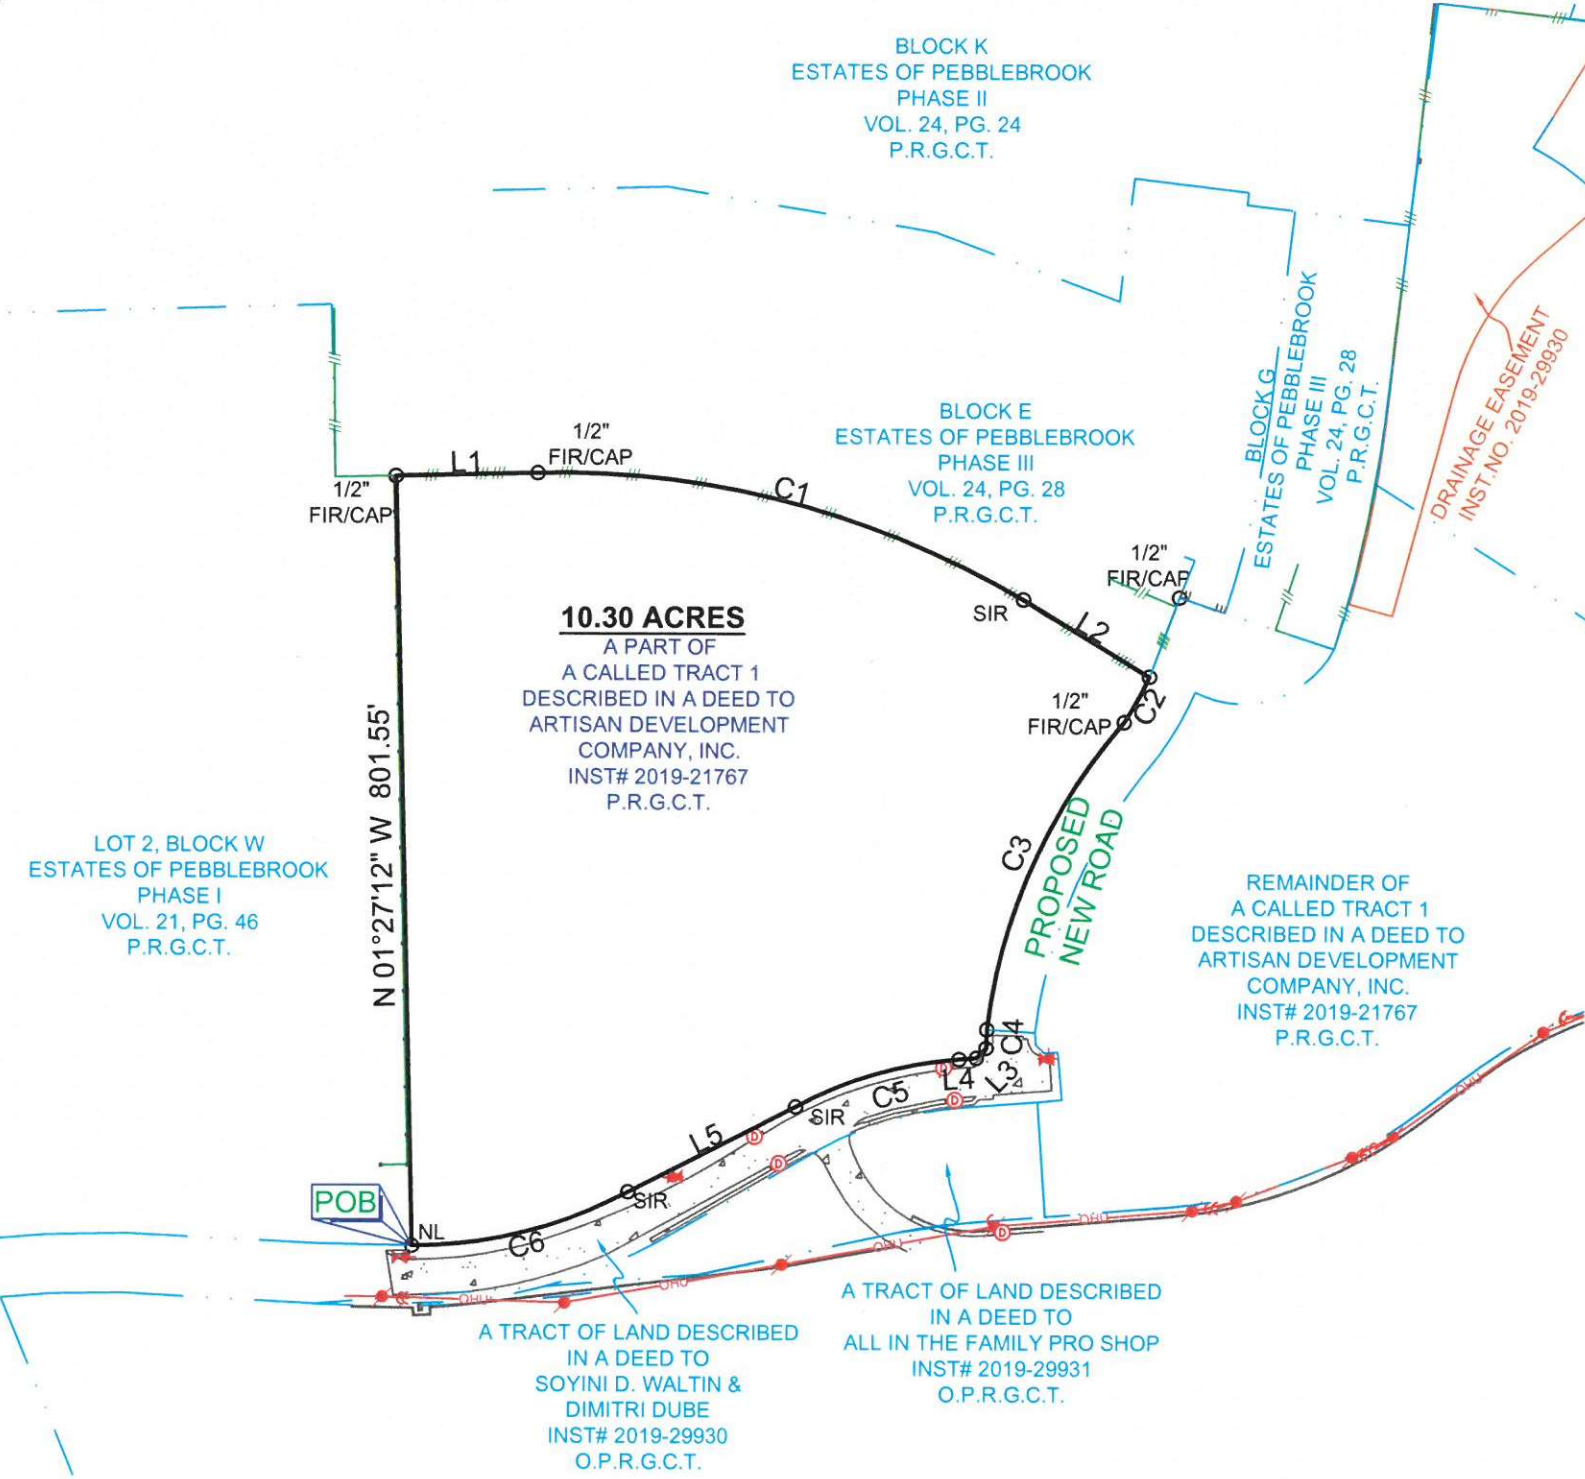 BLOCK K
ESTATES OF PEBBLEBROOK
PHASE II
VOL. 24, PG. 24
P.R.G.C.T.
BLOCK G
ESTATES OF PEBBLEBROOK
PHASE III
VOL. 24, PG. 28
P.R.G.C.T.
DRAINAGE EASEMENT
INST.NO. 2019-29930
BLOCK E
ESTATES OF PEBBLEBROOK
PHASE III
VOL. 24, PG. 28
P.R.G.C.T.
1/2"
FIR/CAP
L1
1/2"
FIR/CAP
C1
1/2"
FIR/CAP
SIR
L2
10.30 ACRES
A PART OF
A CALLED TRACT 1
DESCRIBED IN A DEED TO
ARTISAN DEVELOPMENT
COMPANY, INC.
INST# 2019-21767
P.R.G.C.T.
1/2"
FIR/CAP
C2
N 01°27'12" W 801.55'
LOT 2, BLOCK W
ESTATES OF PEBBLEBROOK
PHASE I
VOL. 21, PG. 46
P.R.G.C.T.
C3
PROPOSED
NEW ROAD
REMAINDER OF
A CALLED TRACT 1
DESCRIBED IN A DEED TO
ARTISAN DEVELOPMENT
COMPANY, INC.
INST# 2019-21767
P.R.G.C.T.
C4
L3
L4
D
C5
D
SIR
L5
D
D
SIR
POB
NL
C6
D
OHU
OHU
OHU
OHU
OHU
A TRACT OF LAND DESCRIBED
IN A DEED TO
SOYINI D. WALTIN &
DIMITRI DUBE
INST# 2019-29930
O.P.R.G.C.T.
A TRACT OF LAND DESCRIBED
IN A DEED TO
ALL IN THE FAMILY PRO SHOP
INST# 2019-29931
O.P.R.G.C.T.